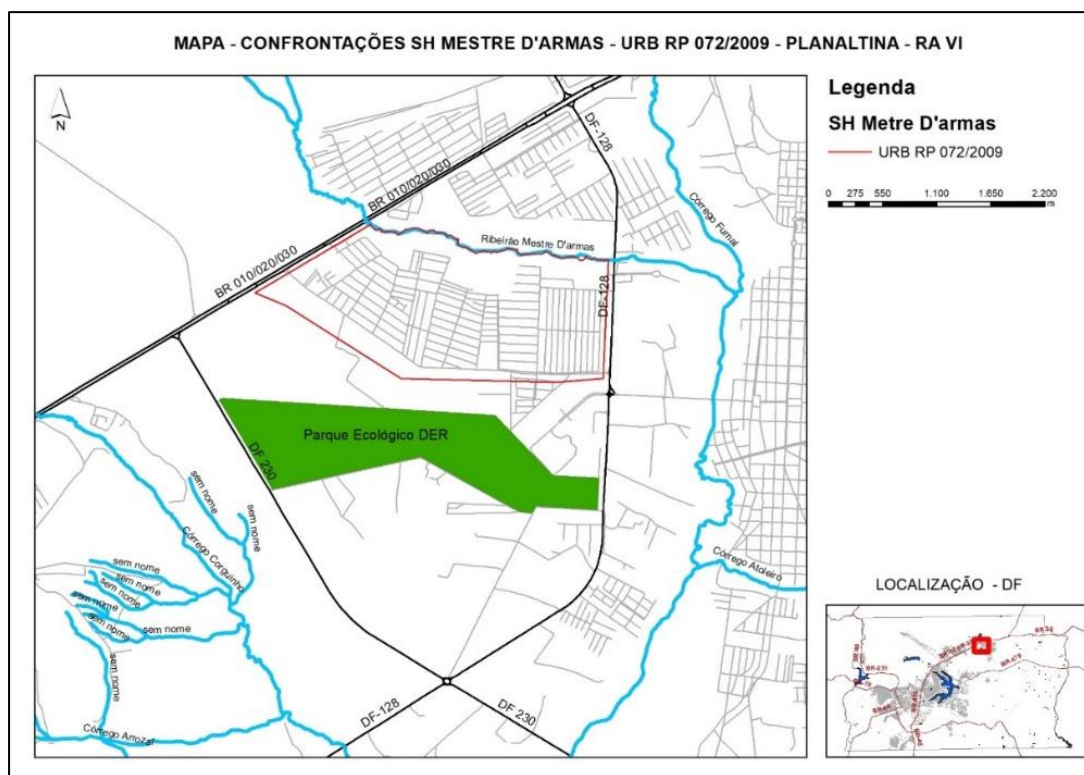 MAPA - CONFRONTAÇÕES SH MESTRE D'ARMAS - URB RP 072/2009 - PLANALTINA - RA VI
N
Legenda
SH Metre D'armas
URB RP 072/2009
0 275 550 1.100 1.650 2.200
m
DF-128
BR 010/020/030
Córrego Fumal
Ribeirão Mestre D'armas
BR 010/020/030
DF-128
Parque Ecológico DER
DF 230
sem nome
sem nome
Córrego Corguinho
sem nome
sem nome
sem nome
sem nome
sem nome
sem nome
Córrego Atoleiro
DF-128
DF 230
Córrego Arrozal
LOCALIZAÇÃO - DF
BR-251